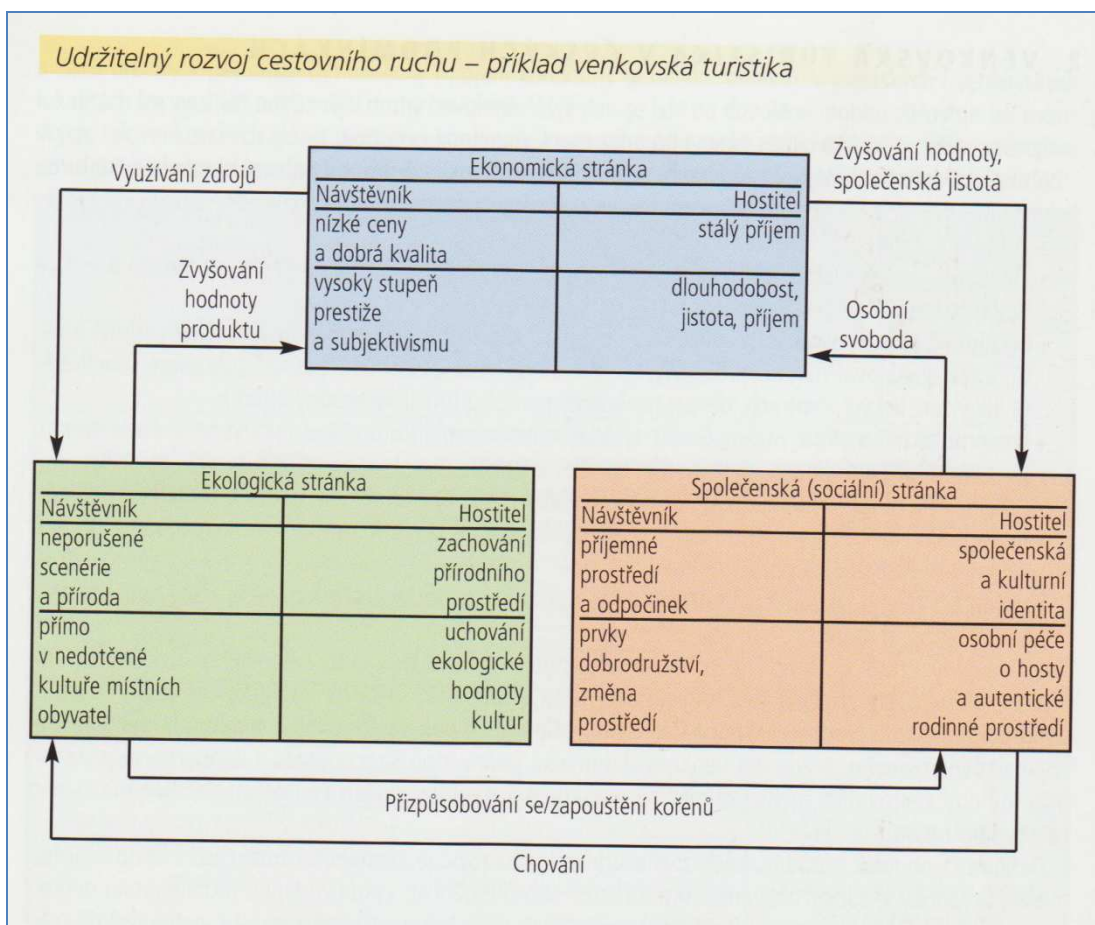 Udržitelný rozvoj cestovního ruchu – příklad venkovská turistika
Využívání zdrojů
Zvyšování hodnoty,
společenská jistota
Ekonomická stránka
Návštěvník Hostitel
nízké ceny stálý příjem
a dobrá kvalita
vysoký stupeň dlouhodobost,
prestiže jistota, příjem
a subjektivismu
Zvyšování
hodnoty
produktu
Osobní
svoboda
Ekologická stránka
Návštěvník Hostitel
neporušené zachování
scenérie přírodního
a příroda prostředí
přímo uchování
v nedotčené ekologické
kultuře místních hodnoty
obyvatel kultur
Společenská (sociální) stránka
Návštěvník Hostitel
příjemné společenská
prostředí a kulturní
a odpočinek identita
prvky osobní péče
dobrodružství, o hosty
změna a autentické
prostředí rodinné prostředí
Přizpůsobování se/zapouštění kořenů
Chování